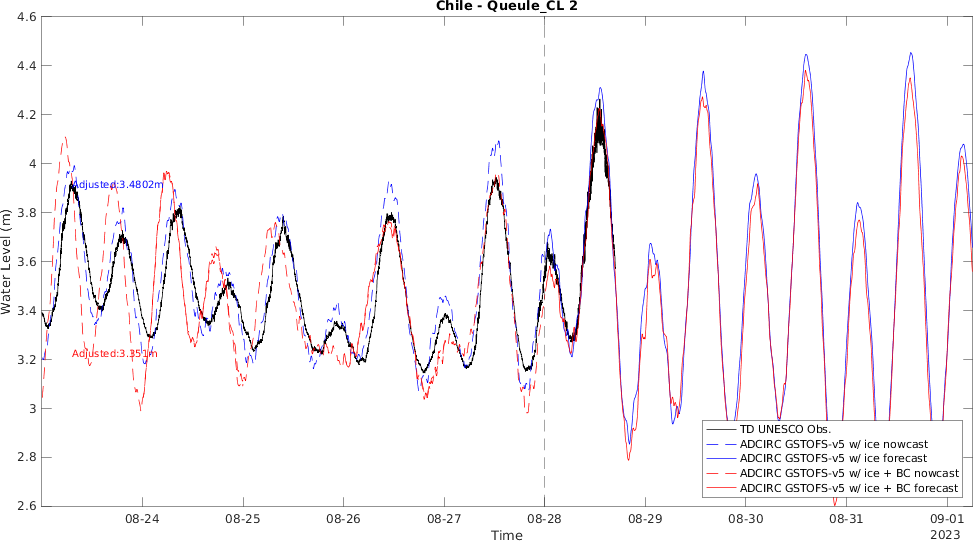 Chile - Queule_CL 2
4.6
4.4
4.2
4
3.8
3.6
3.4
3.2
3
2.8
2.6
Water Level (m)
Adjusted:3.4802m
Adjusted:3.351m
TD UNESCO Obs.
ADCIRC GSTOFS-v5 w/ ice nowcast
ADCIRC GSTOFS-v5 w/ ice forecast
ADCIRC GSTOFS-v5 w/ ice + BC nowcast
ADCIRC GSTOFS-v5 w/ ice + BC forecast
08-24 08-25 08-26 08-27 08-28 08-29 08-30 08-31 09-01
Time 2023